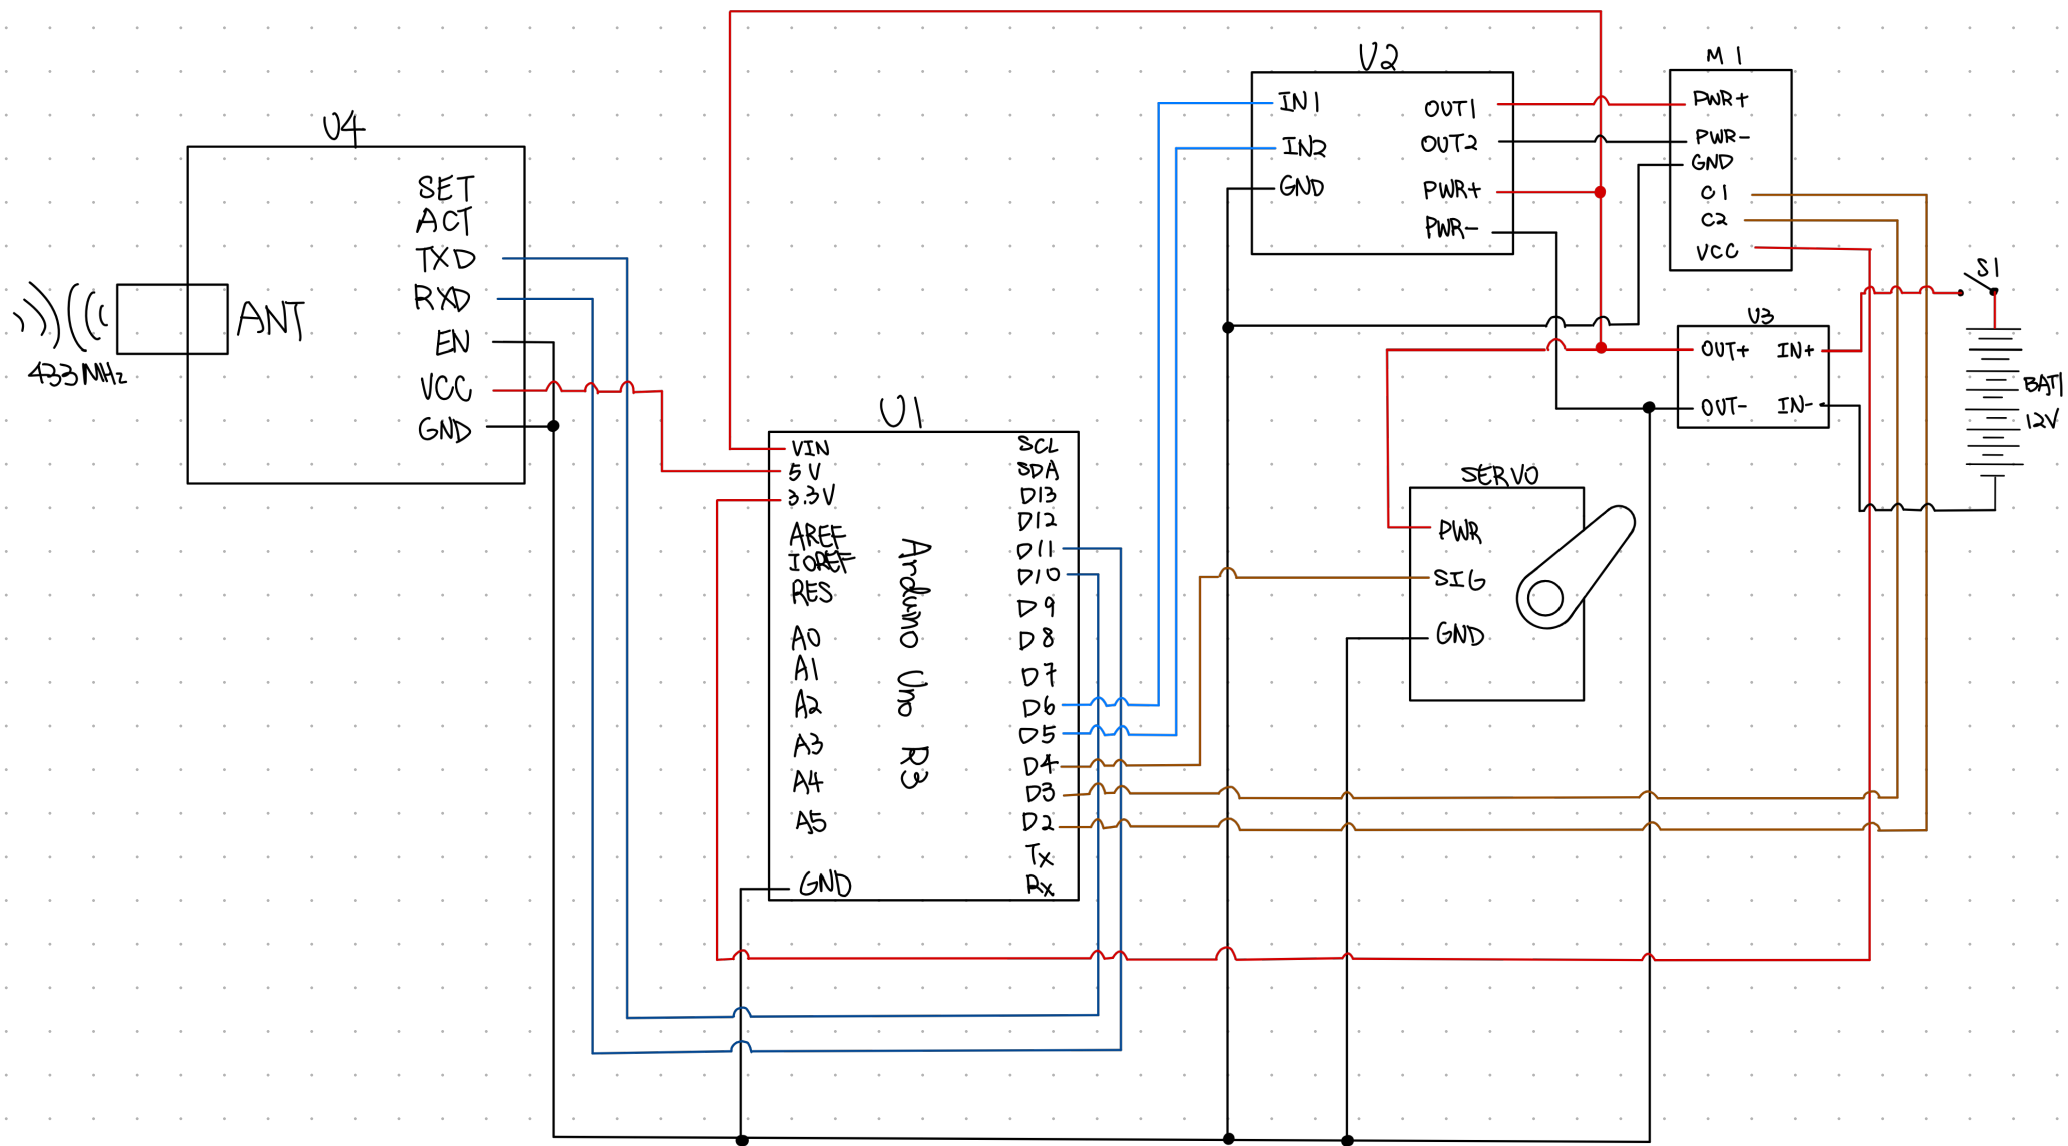 U4
SET
ACT
TXD
RXD
EN
VCC
GND
ANT
433MHz
U1
VIN
5V
3.3V
AREF
IOREF
RES
A0
A1
A2
A3
A4
A5
GND
Arduino Uno R3
SCL
SDA
D13
D12
D11
D10
D9
D8
D7
D6
D5
D4
D3
D2
Tx
Rx
U2
IN1
IN2
GND
OUT1
OUT2
PWR+
PWR-
M1
PWR+
PWR-
GND
C1
C2
VCC
S1
U3
OUT+
IN+
OUT-
IN-
BAT1
12V
SERVO
PWR
SIG
GND